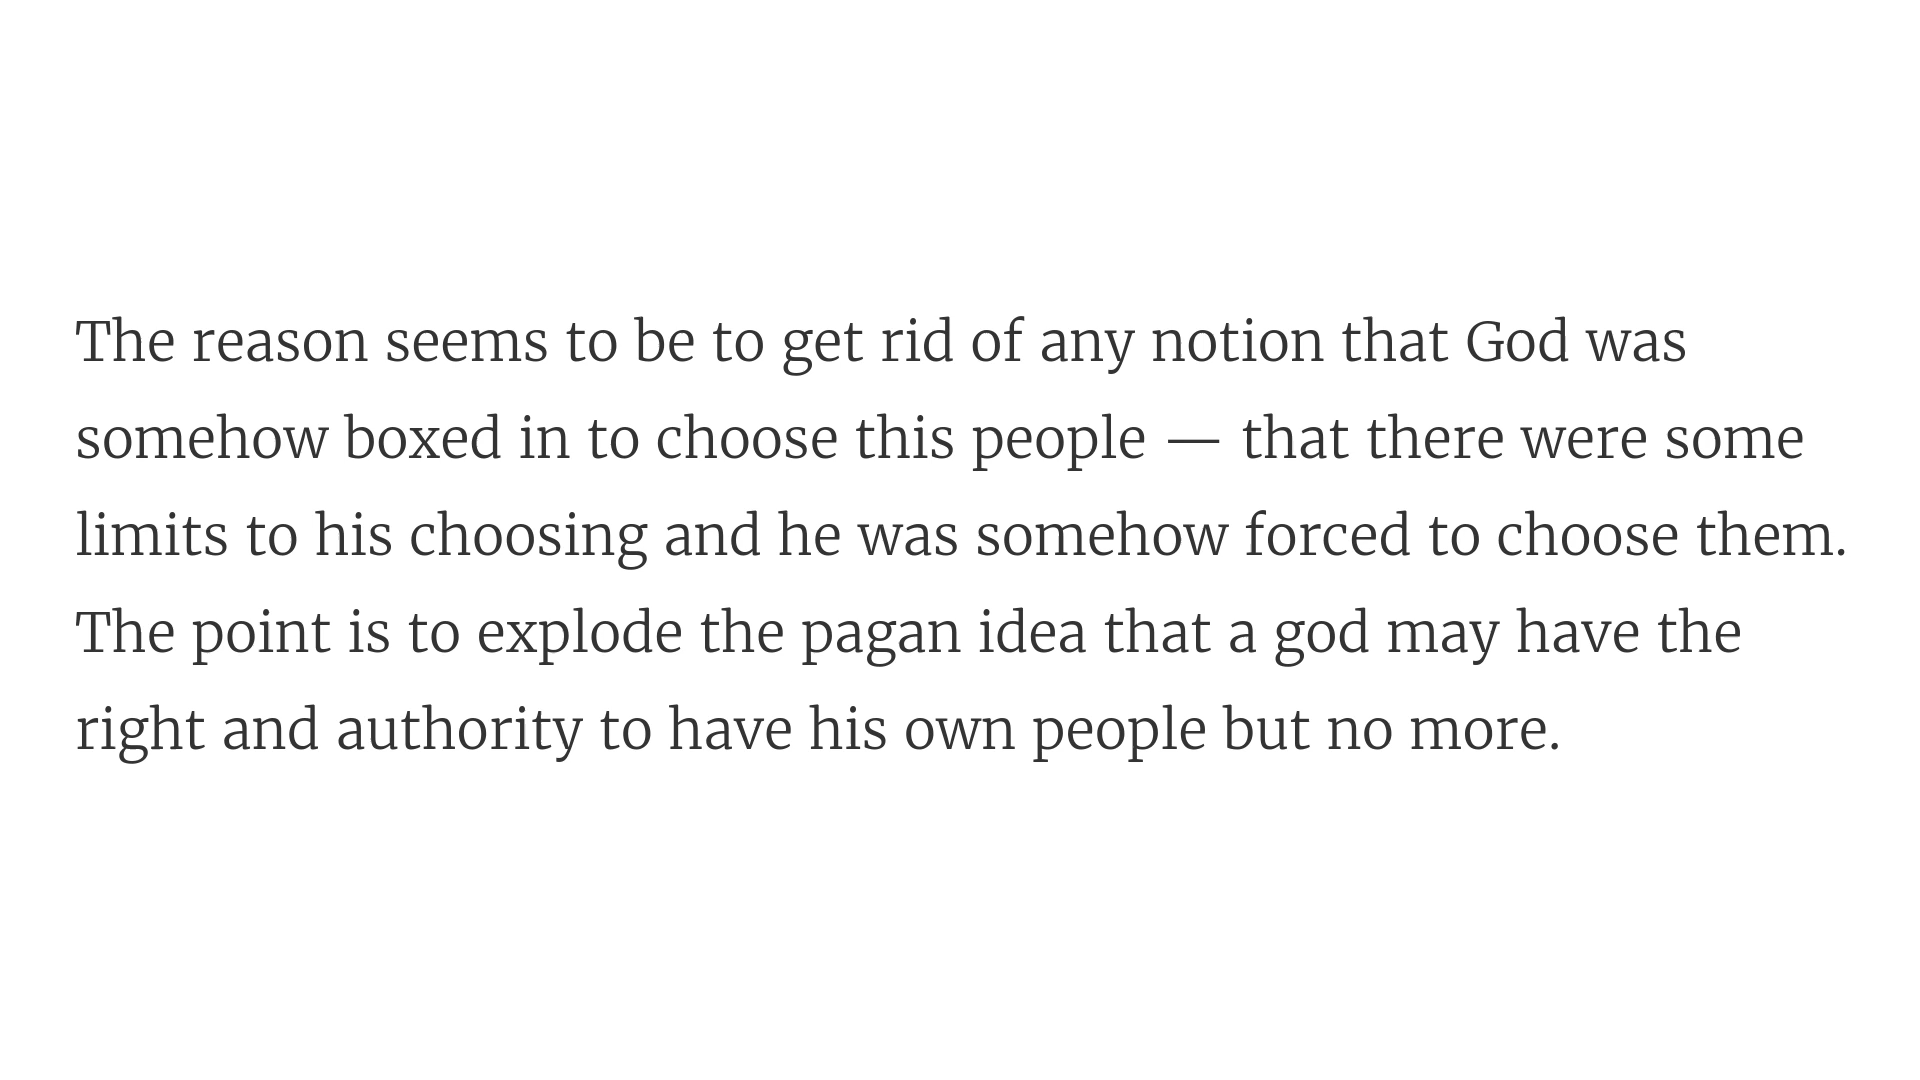 The reason seems to be to get rid of any notion that God was
somehow boxed in to choose this people — that there were some
limits to his choosing and he was somehow forced to choose them.
The point is to explode the pagan idea that a god may have the
right and authority to have his own people but no more.